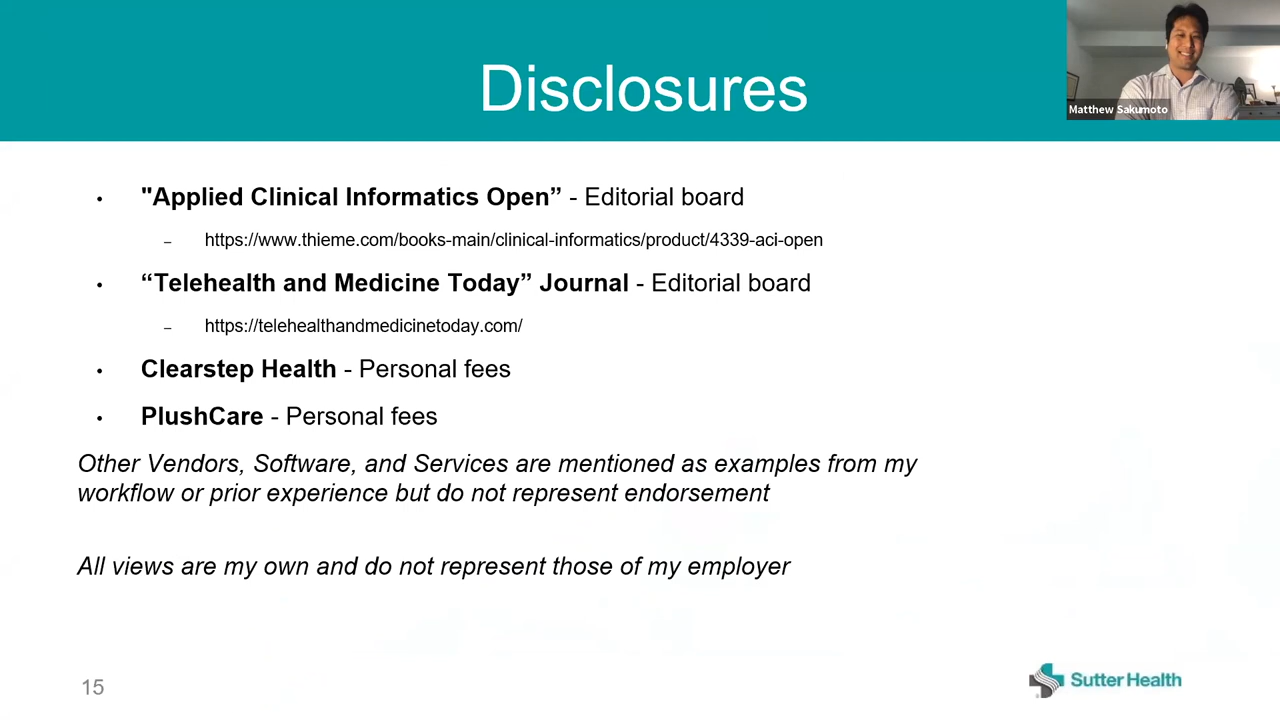 Disclosures
Matthew Sakumoto
• "Applied Clinical Informatics Open” - Editorial board
– https://www.thieme.com/books-main/clinical-informatics/product/4339-aci-open
• “Telehealth and Medicine Today” Journal - Editorial board
– https://telehealthandmedicinetoday.com/
• Clearstep Health - Personal fees
• PlushCare - Personal fees
Other Vendors, Software, and Services are mentioned as examples from my
workflow or prior experience but do not represent endorsement
All views are my own and do not represent those of my employer
15
Sutter Health